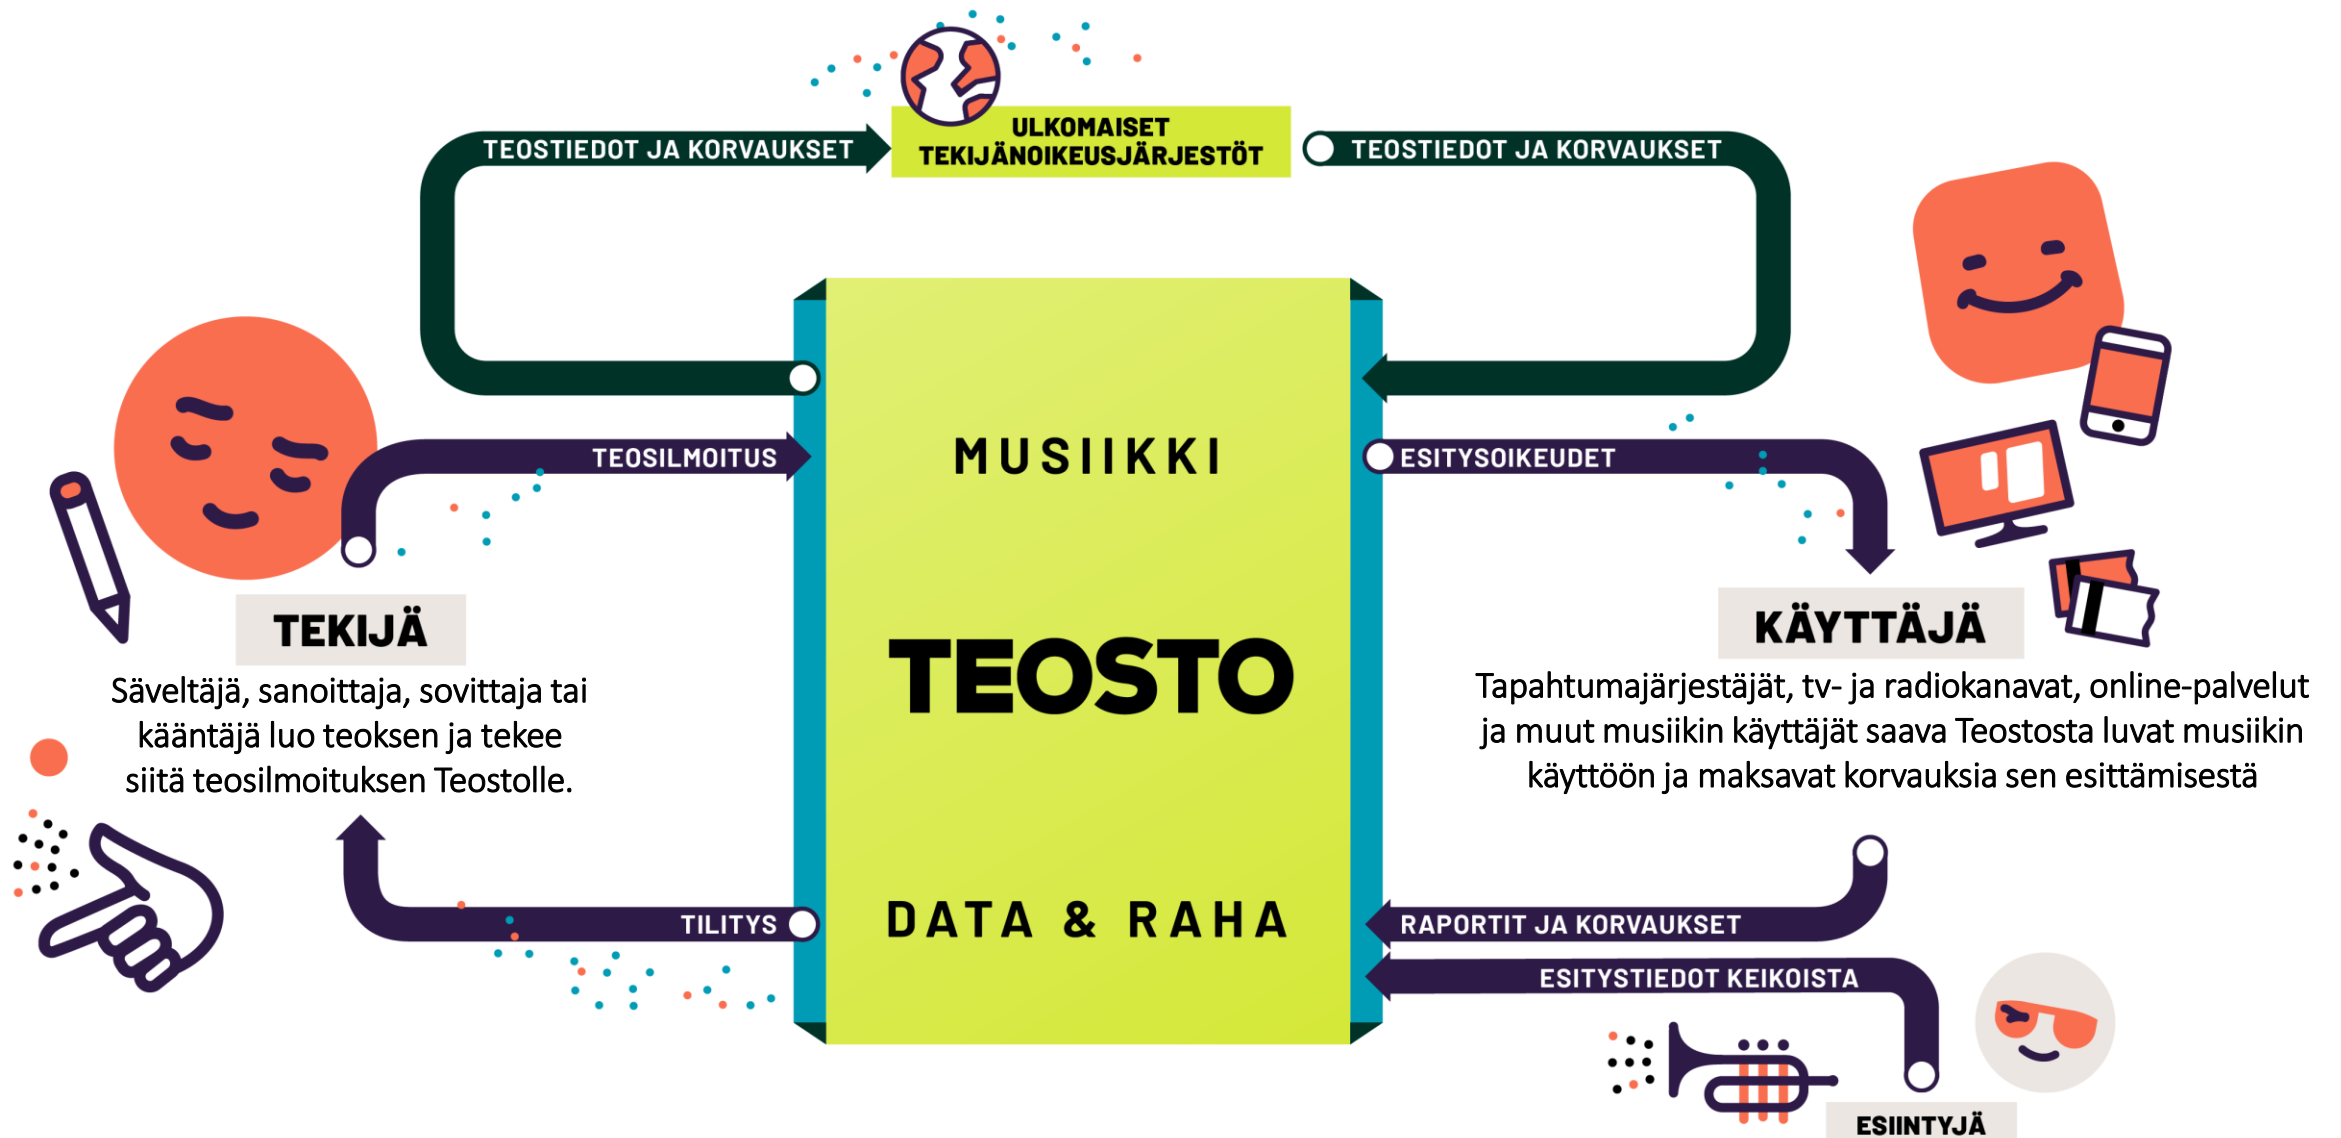 ULKOMAISET
TEKIJÄNOIKEUSJÄRJESTÖT
TEOSTIEDOT JA KORVAUKSET
TEOSTIEDOT JA KORVAUKSET
TEOSILMOITUS
MUSIIKKI
ESITYSOIKEUDET
TEKIJÄ
Säveltäjä, sanoittaja, sovittaja tai
kääntäjä luo teoksen ja tekee
siitä teosilmoituksen Teostolle.
TEOSTO
KÄYTTÄJÄ
Tapahtumajärjestäjät, tv- ja radiokanavat, online-palvelut
ja muut musiikin käyttäjät saava Teostosta luvat musiikin
käyttöön ja maksavat korvauksia sen esittämisestä
TILITYS
DATA & RAHA
RAPORTIT JA KORVAUKSET
ESITYSTIEDOT KEIKOISTA
ESIINTYJÄ